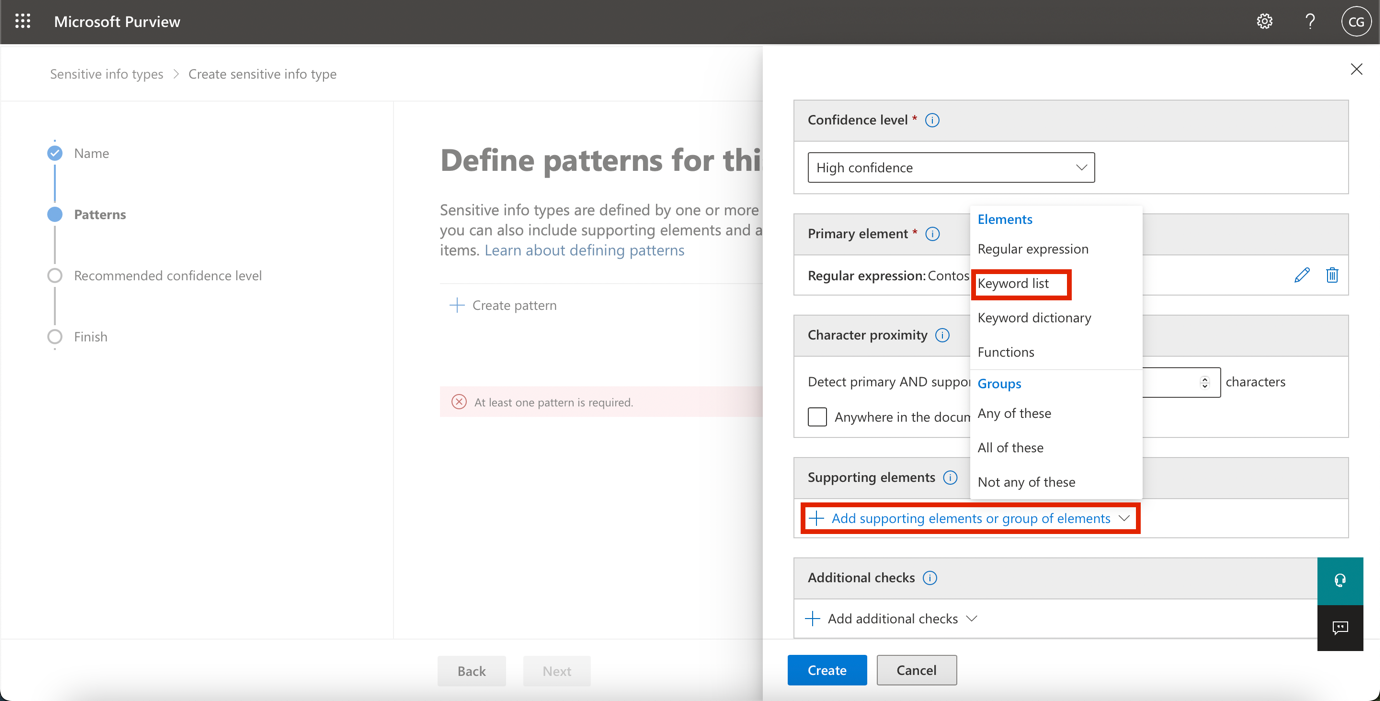 Microsoft Purview
?
CG
Sensitive info types > Create sensitive info type
Name
Patterns
Recommended confidence level
Finish
Define patterns for thi
Sensitive info types are defined by one or more
you can also include supporting elements and a
items. Learn about defining patterns
+ Create pattern
At least one pattern is required.
Back
Next
Confidence level *
High confidence
Primary element *
Regular expression: Contos
Character proximity
Detect primary AND suppo
characters
Anywhere in the docum
Supporting elements
+ Add supporting elements or group of elements
Elements
Regular expression
Keyword list
Keyword dictionary
Functions
Groups
Any of these
All of these
Not any of these
Additional checks
+ Add additional checks
Create
Cancel